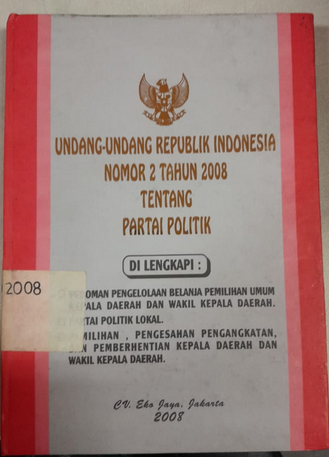 UNDANG-UNDANG REPUBLIK INDONESIA
NOMOR 2 TAHUN 2008
TENTANG
PARTAI POLITIK
DI LENGKAPI :
PEDOMAN PENGELOLAAN BELANJA PEMILIHAN UMUM
KEPALA DAERAH DAN WAKIL KEPALA DAERAH.
PARTAI POLITIK LOKAL.
PEMILIHAN , PENGESAHAN PENGANGKATAN,
DAN PEMBERHENTIAN KEPALA DAERAH DAN
WAKIL KEPALA DAERAH.
2008
CV. Eko Jaya, Jakarta
2008